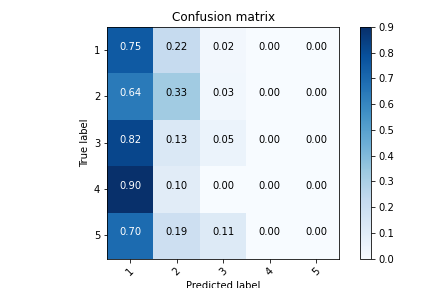 Confusion matrix
0.9
1 0.75 0.22 0.02 0.00 0.00
0.8
0.7
2 0.64 0.33 0.03 0.00 0.00
0.6
0.5
True label
3 0.82 0.13 0.05 0.00 0.00
0.4
0.3
4 0.90 0.10 0.00 0.00 0.00
0.2
5 0.70 0.19 0.11 0.00 0.00
0.1
0.0
1 2 3 4 5
Predicted label